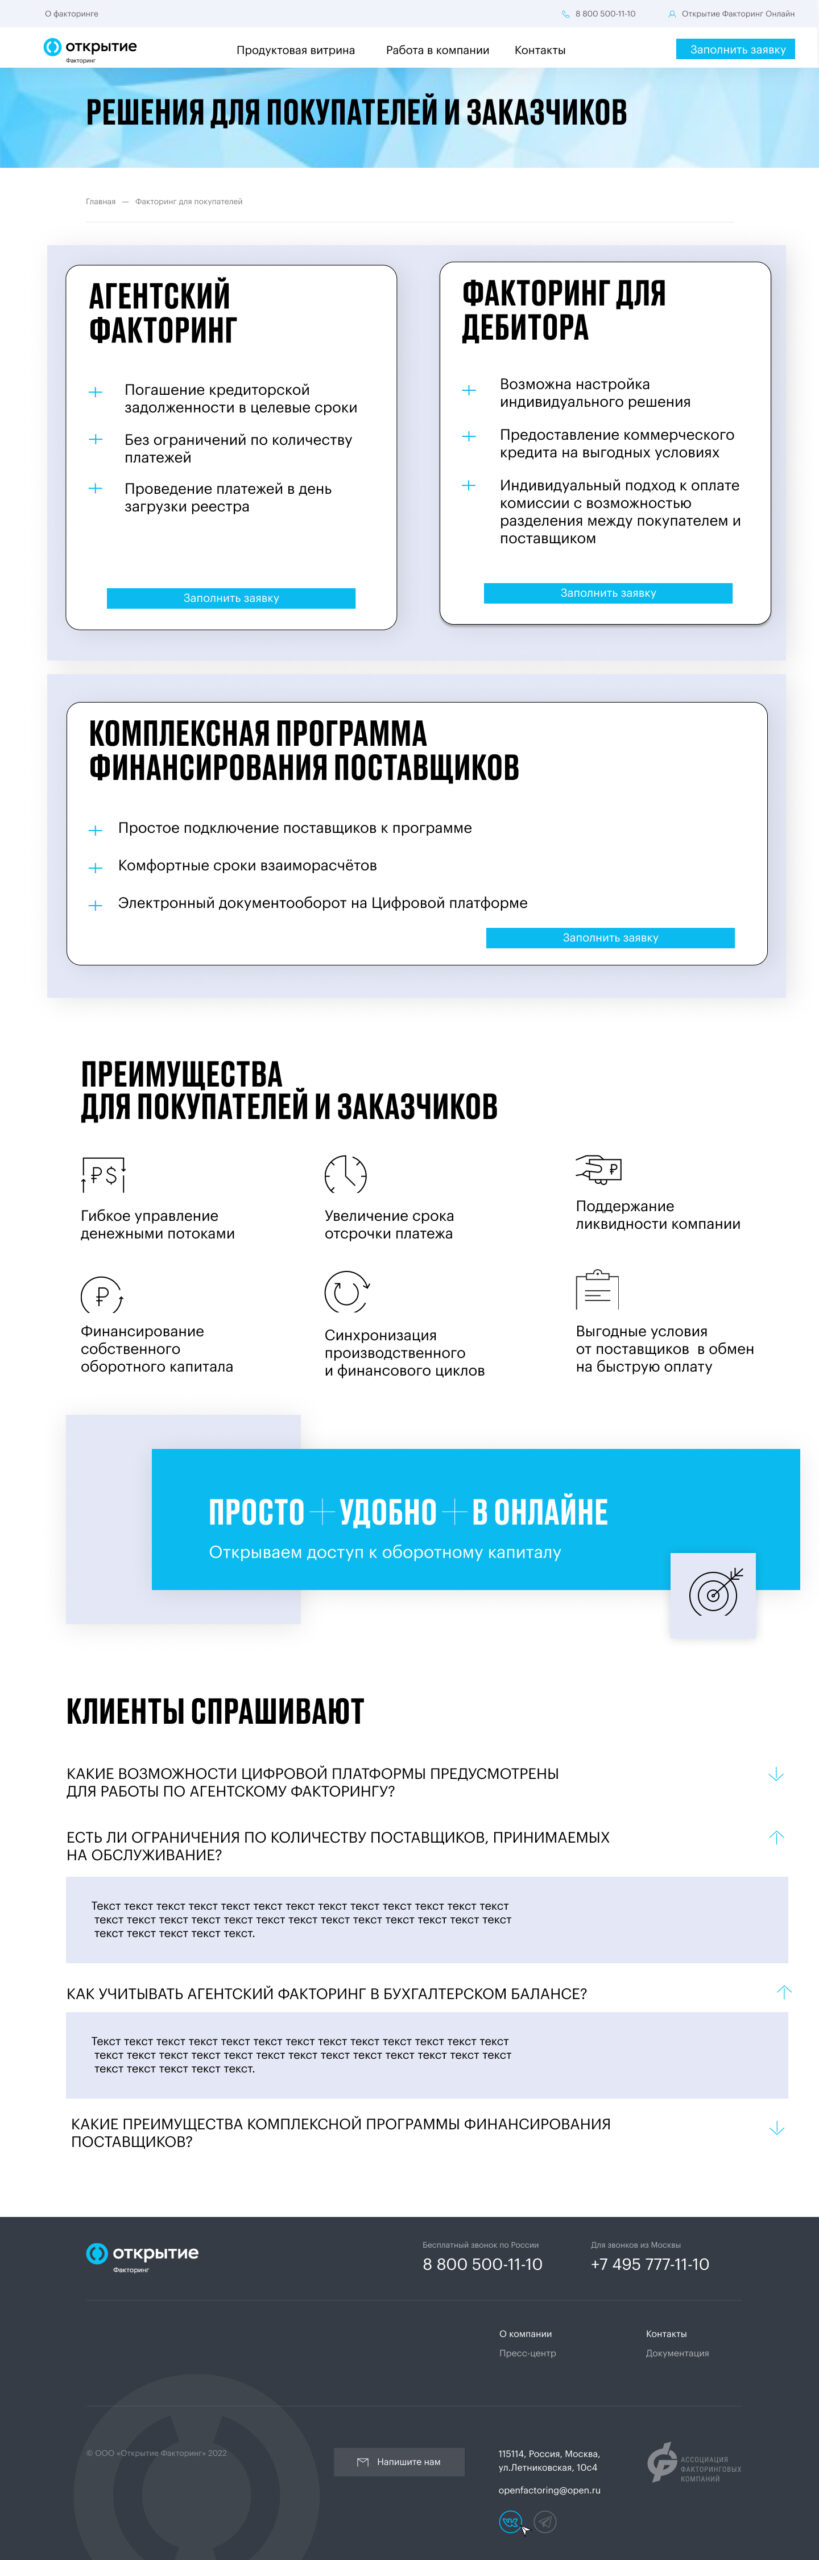 О факторинге
8 800 500-11-10
Открытие Факторинг Онлайн
открытие
Факторинг
Продуктовая витрина
Работа в компании
Контакты
Заполнить заявку
РЕШЕНИЯ ДЛЯ ПОКУПАТЕЛЕЙ И ЗАКАЗЧИКОВ
Главная — Факторинг для покупателей
АГЕНТСКИЙ
ФАКТОРИНГ
Погашение кредиторской
задолженности в целевые сроки
Без ограничений по количеству
платежей
Проведение платежей в день
загрузки реестра
Заполнить заявку
ФАКТОРИНГ ДЛЯ
ДЕБИТОРА
Возможна настройка
индивидуального решения
Предоставление коммерческого
кредита на выгодных условиях
Индивидуальный подход к оплате
комиссии с возможностью
разделения между покупателем и
поставщиком
Заполнить заявку
КОМПЛЕКСНАЯ ПРОГРАММА
ФИНАНСИРОВАНИЯ ПОСТАВЩИКОВ
Простое подключение поставщиков к программе
Комфортные сроки взаиморасчётов
Электронный документооборот на Цифровой платформе
Заполнить заявку
ПРЕИМУЩЕСТВА
ДЛЯ ПОКУПАТЕЛЕЙ И ЗАКАЗЧИКОВ
Гибкое управление
денежными потоками
Увеличение срока
отсрочки платежа
Поддержание
ликвидности компании
Финансирование
собственного
оборотного капитала
Синхронизация
производственного
и финансового циклов
Выгодные условия
от поставщиков в обмен
на быструю оплату
ПРОСТО + УДОБНО + В ОНЛАЙНЕ
Открываем доступ к оборотному капиталу
КЛИЕНТЫ СПРАШИВАЮТ
КАКИЕ ВОЗМОЖНОСТИ ЦИФРОВОЙ ПЛАТФОРМЫ ПРЕДУСМОТРЕНЫ
ДЛЯ РАБОТЫ ПО АГЕНТСКОМУ ФАКТОРИНГУ?
ЕСТЬ ЛИ ОГРАНИЧЕНИЯ ПО КОЛИЧЕСТВУ ПОСТАВЩИКОВ, ПРИНИМАЕМЫХ
НА ОБСЛУЖИВАНИЕ?
Текст текст текст текст текст текст текст текст текст текст текст текст текст
текст текст текст текст текст текст текст текст текст текст текст текст текст
текст текст текст текст текст.
КАК УЧИТЫВАТЬ АГЕНТСКИЙ ФАКТОРИНГ В БУХГАЛТЕРСКОМ БАЛАНСЕ?
Текст текст текст текст текст текст текст текст текст текст текст текст текст
текст текст текст текст текст текст текст текст текст текст текст текст текст
текст текст текст текст текст.
КАКИЕ ПРЕИМУЩЕСТВА КОМПЛЕКСНОЙ ПРОГРАММЫ ФИНАНСИРОВАНИЯ
ПОСТАВЩИКОВ?
открытие
Факторинг
Бесплатный звонок по России
8 800 500-11-10
Для звонков из Москвы
+7 495 777-11-10
О компании
Пресс-центр
Контакты
Документация
© ООО «Открытие Факторинг» 2022
Напишите нам
115114, Россия, Москва,
ул.Летниковская, 10с4
openfactoring@open.ru
АССОЦИАЦИЯ
ФАКТОРИНГОВЫХ
КОМПАНИЙ